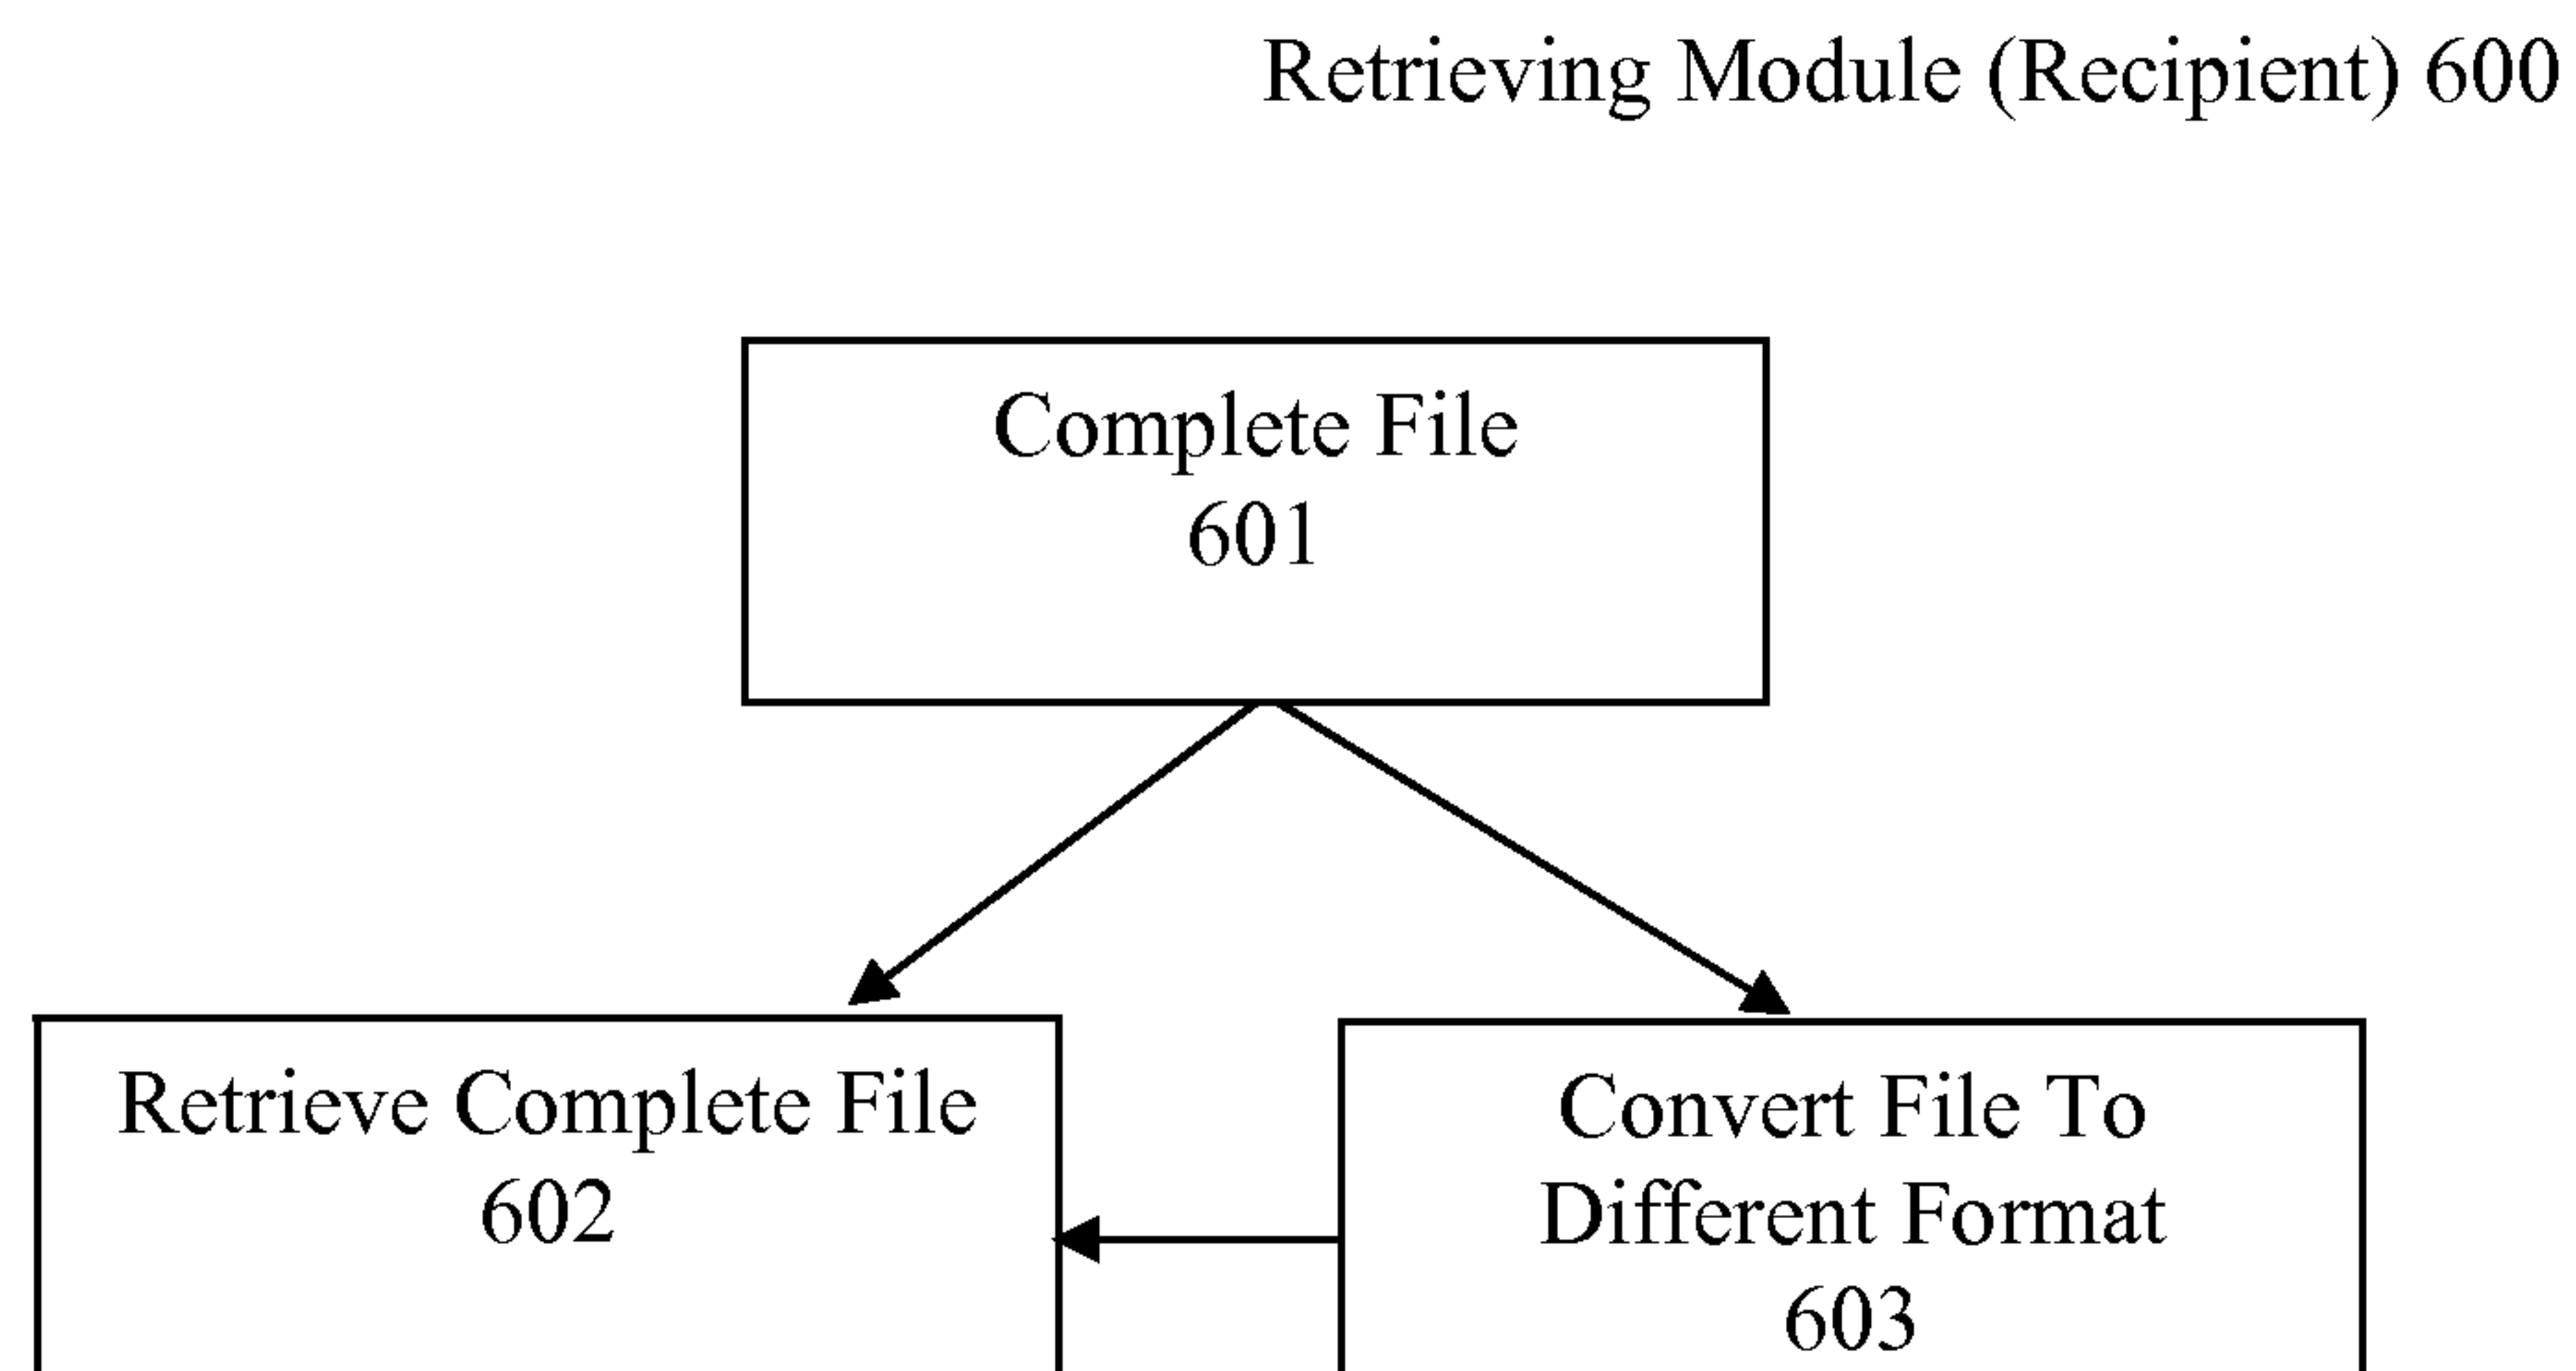 Retrieving Module (Recipient) 600
Complete File
601
Retrieve Complete File
602
Convert File To
Different Format
603